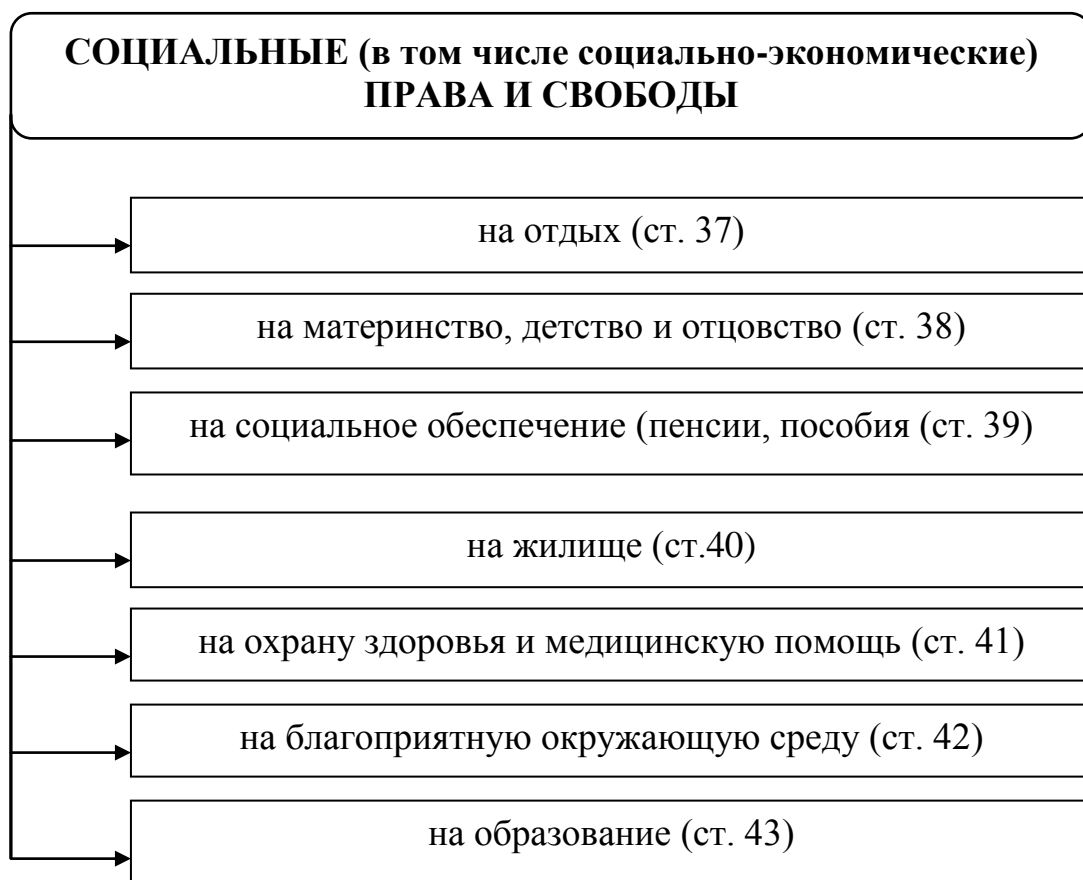 СОЦИАЛЬНЫЕ (в том числе социально-экономические)
ПРАВА И СВОБОДЫ
на отдых (ст. 37)
на материнство, детство и отцовство (ст. 38)
на социальное обеспечение (пенсии, пособия (ст. 39)
на жилище (ст.40)
на охрану здоровья и медицинскую помощь (ст. 41)
на благоприятную окружающую среду (ст. 42)
на образование (ст. 43)